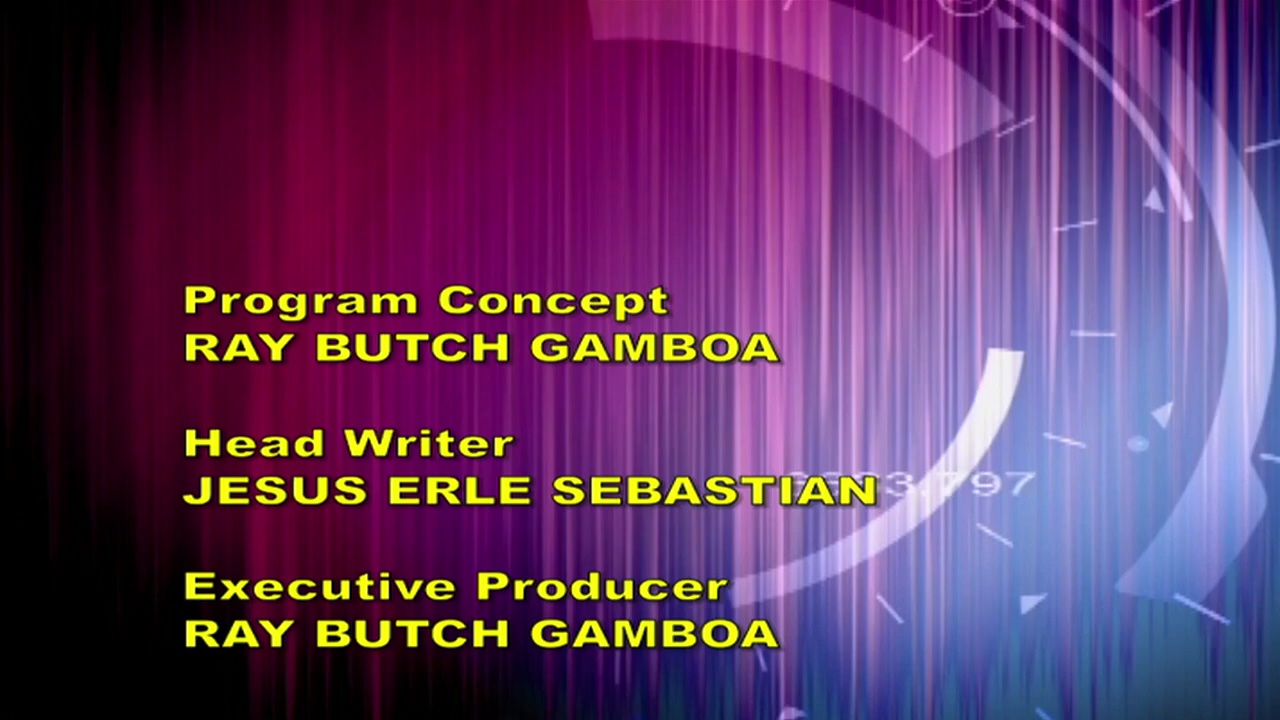 Program Concept
RAY BUTCH GAMBOA
Head Writer
JESUS ERLE SEBASTIAN
Executive Producer
RAY BUTCH GAMBOA